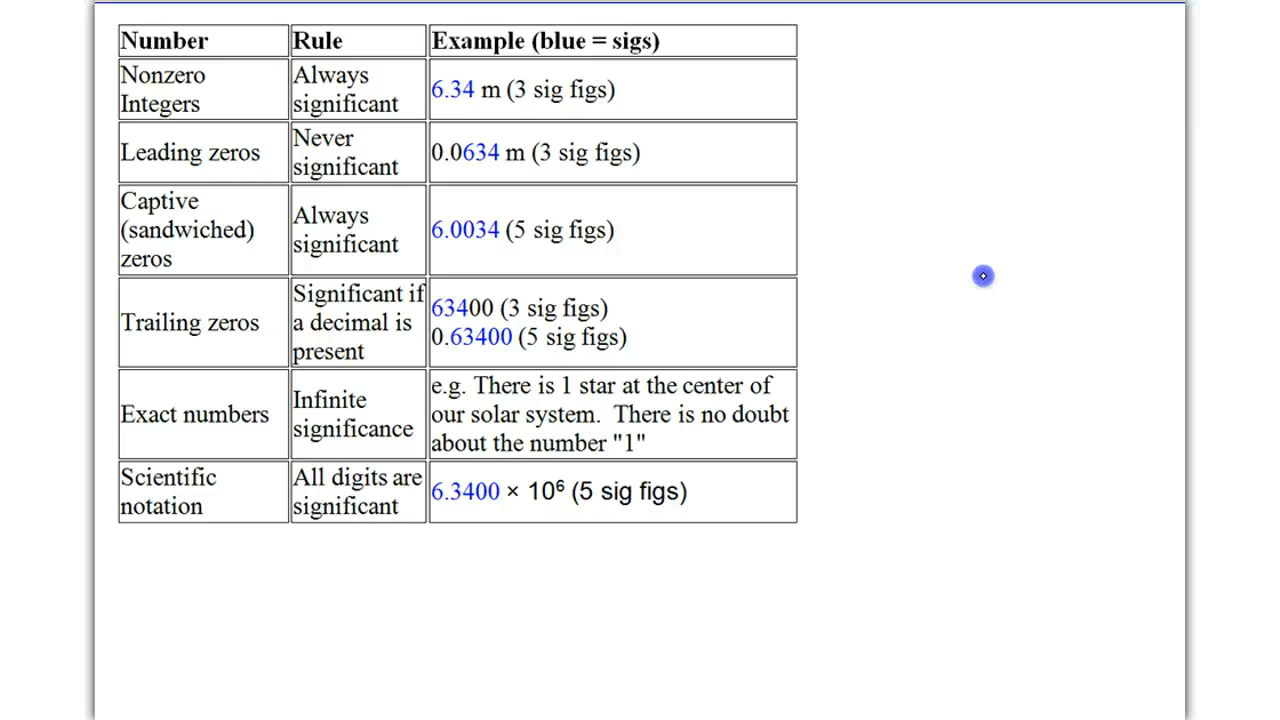 Number Rule Example (blue = sigs)
Nonzero
Integers
Always
significant
6.34 m (3 sig figs)
Leading zeros
Never
significant
0.0634 m (3 sig figs)
Captive
(sandwiched)
zeros
Always
significant
6.0034 (5 sig figs)
Trailing zeros
Significant if
a decimal is
present
63400 (3 sig figs)
0.63400 (5 sig figs)
Exact numbers
Infinite
significance
e.g. There is 1 star at the center of
our solar system.  There is no doubt
about the number "1"
Scientific
notation
All digits are
significant
6.3400 × 10⁶ (5 sig figs)